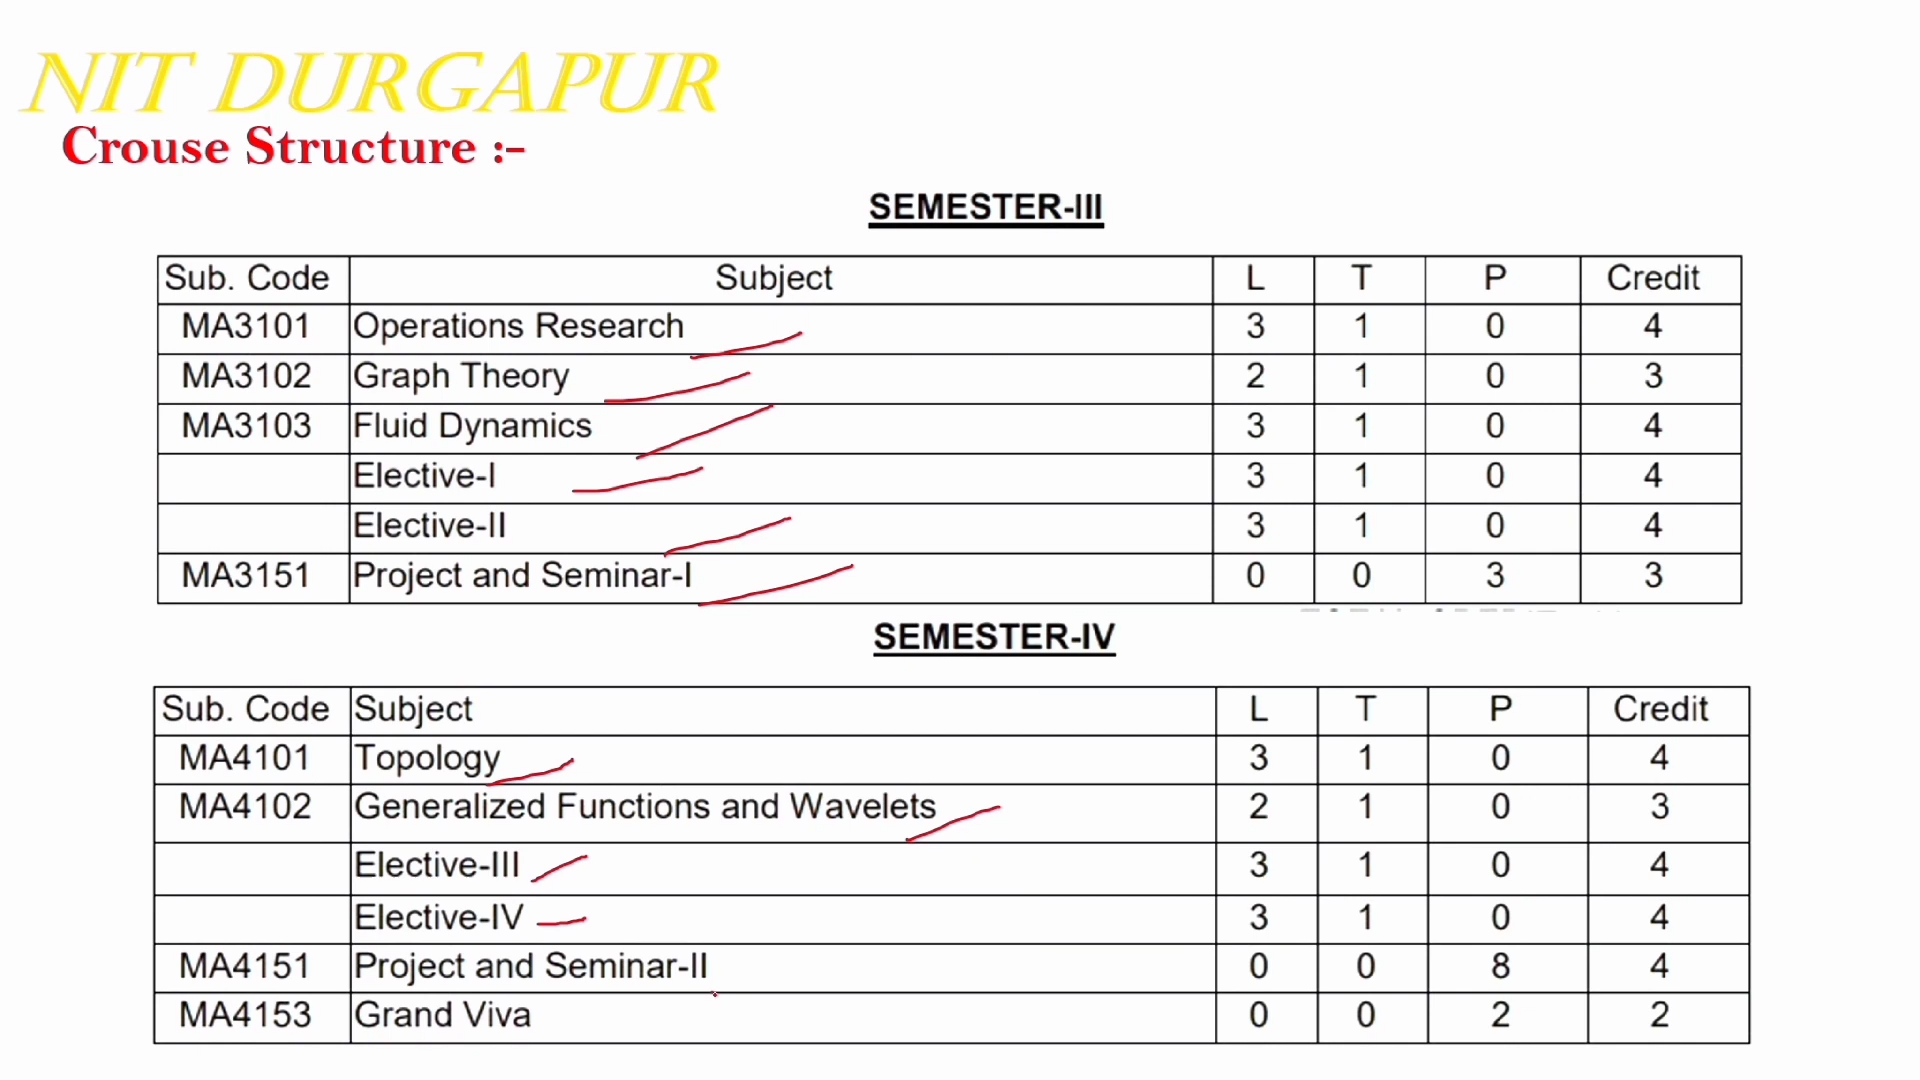 NIT DURGAPUR
Crouse Structure :-
SEMESTER-III
Sub. Code Subject L T P Credit
MA3101 Operations Research 3 1 0 4
MA3102 Graph Theory 2 1 0 3
MA3103 Fluid Dynamics 3 1 0 4
Elective-I 3 1 0 4
Elective-II 3 1 0 4
MA3151 Project and Seminar-I 0 0 3 3
SEMESTER-IV
Sub. Code Subject L T P Credit
MA4101 Topology 3 1 0 4
MA4102 Generalized Functions and Wavelets 2 1 0 3
Elective-III 3 1 0 4
Elective-IV 3 1 0 4
MA4151 Project and Seminar-II 0 0 8 4
MA4153 Grand Viva 0 0 2 2